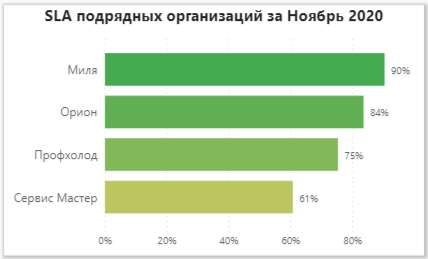 SLA подрядных организаций за Ноябрь 2020
Миля 90%
Орион 84%
Профхолод 75%
Сервис Мастер 61%
0% 20% 40% 60% 80%